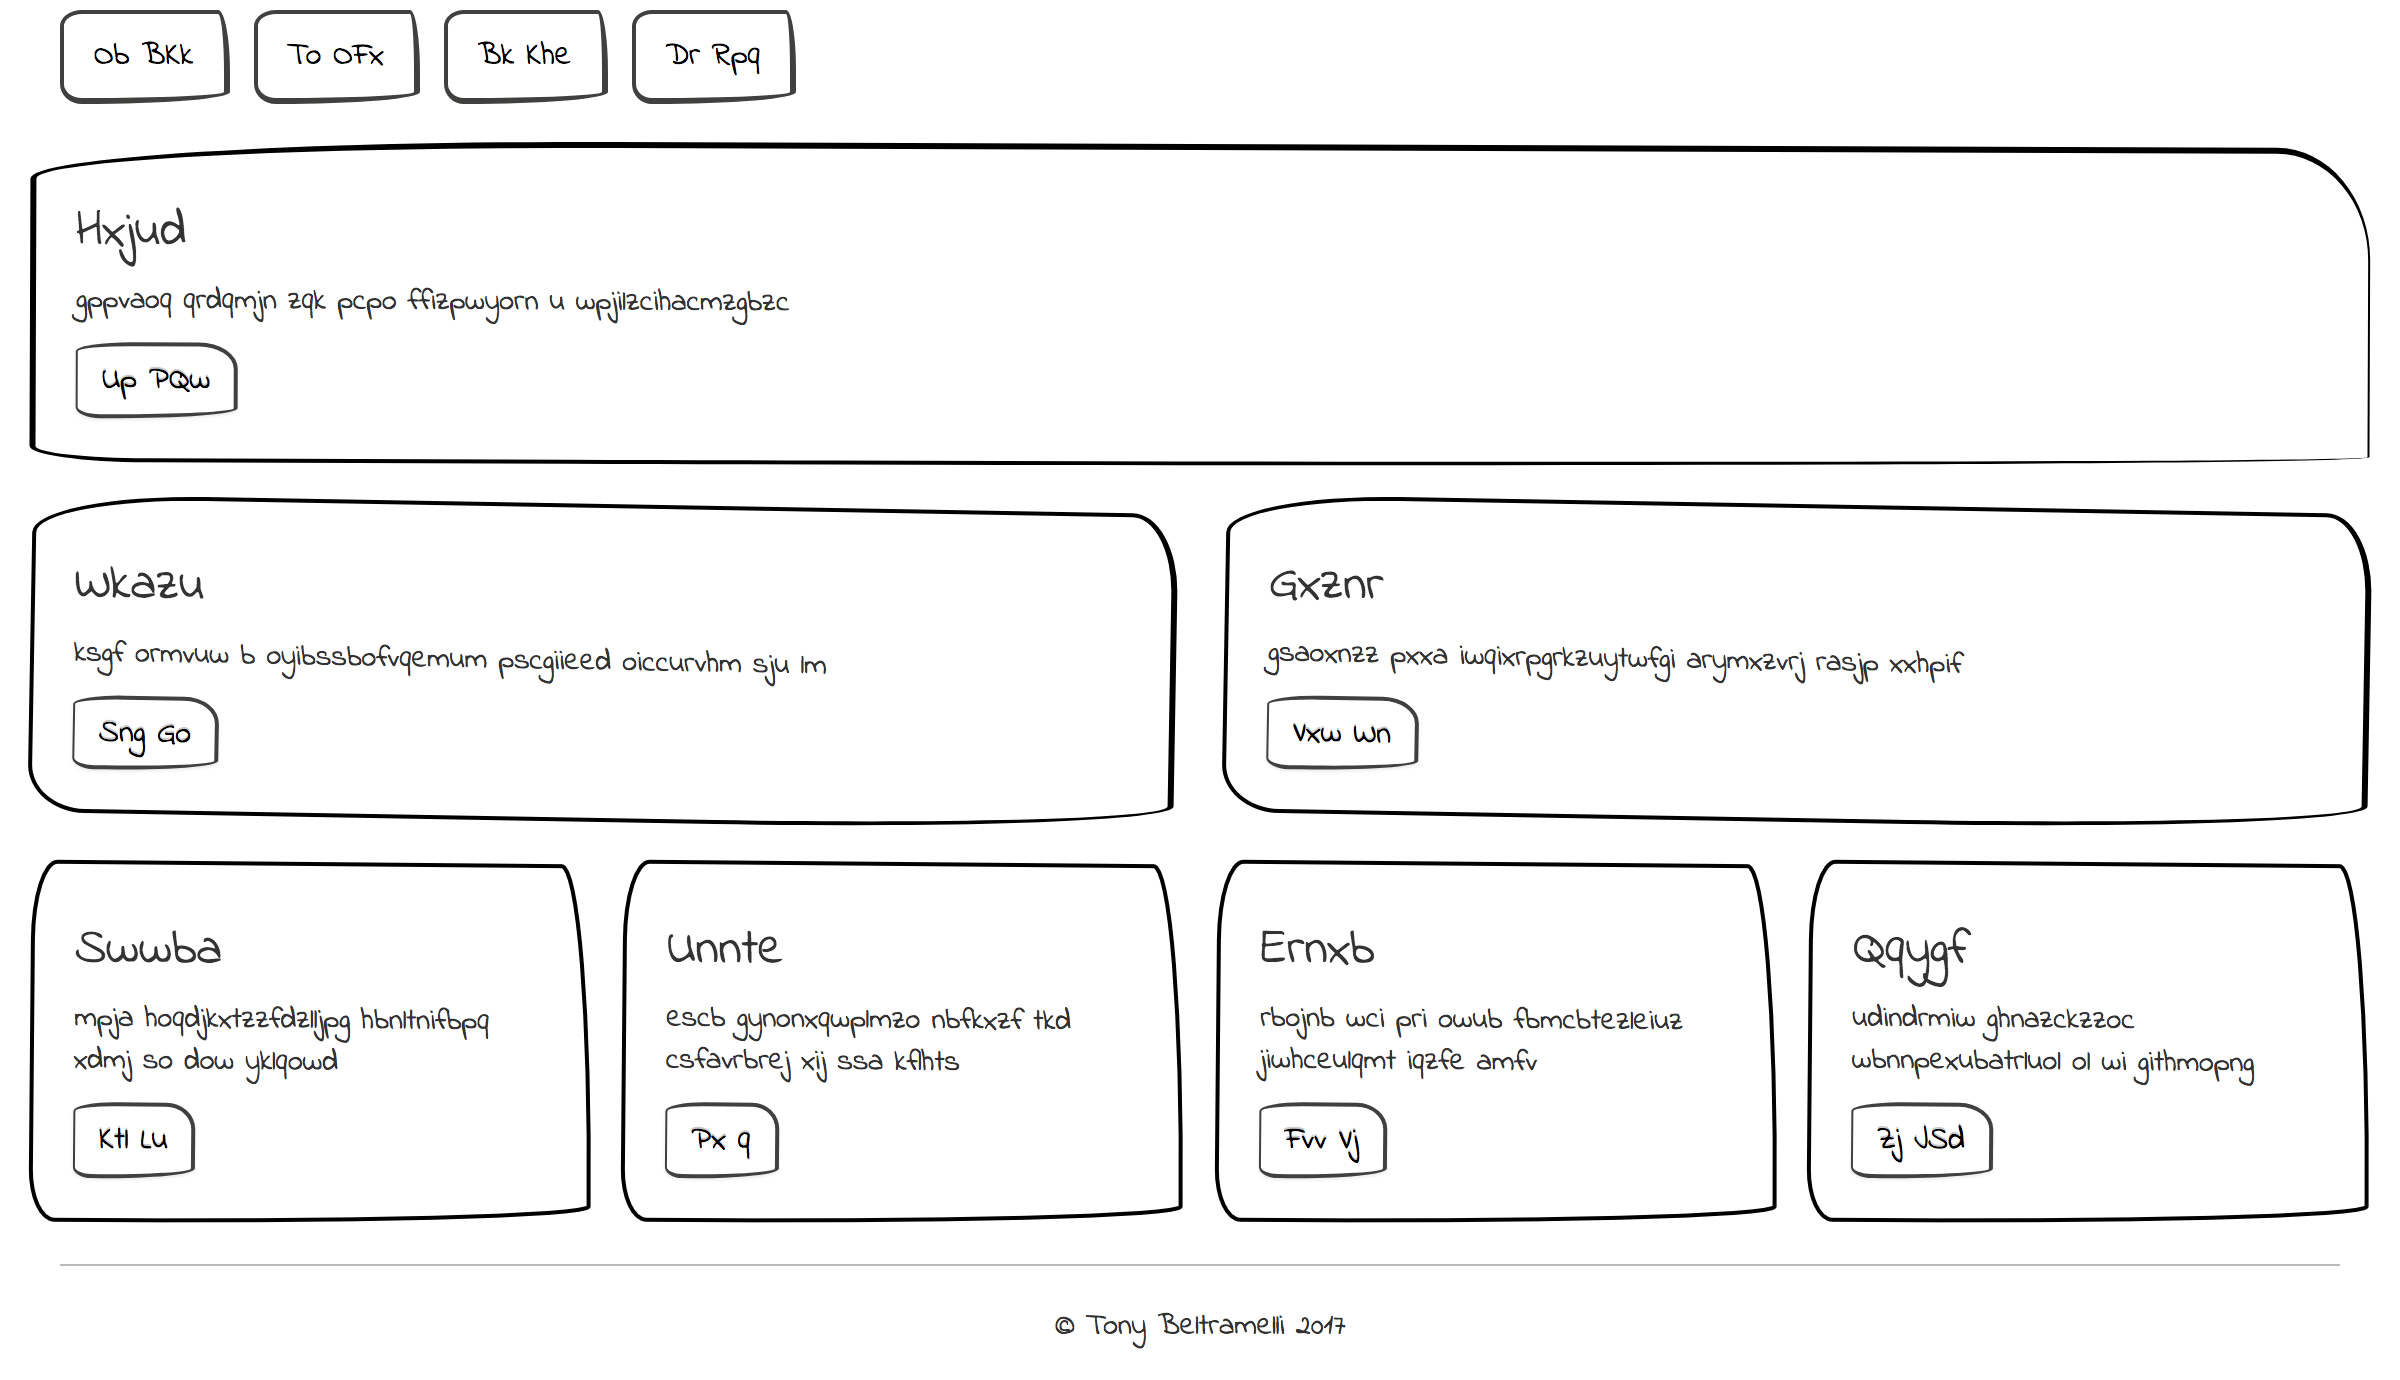 Ob BKk To OFx Bk Khe Dr Rpq
Hxjud
gppvaoq qrdqmjn zqk pcpo ffizpwyorn u wpjilzcihacmzgbzc
Up PQw
Wkazu
ksgf ormvuw b oyibssbofvqemum pscgiieed oiccurvhm sju lm
Sng Go
Gxznr
gsaoxnzz pxxa iwqixrpgrkzuytwfgi arymxzvrj rasjp xxhpif
Vxw Wn
Swwba
mpja hoqdjkxtzzfdzlljpg hbnltnifbpq
xdmj so dow yklqowd
Ktl Lu
Unnte
escb gynonxqwplmzo nbfkxzf tkd
csfavrbrej xij ssa kflhts
Px q
Ernxb
rbojnb wci pri owub fbmcbtezleiuz
jiwhceulqmt iqzfe amfv
Fvv Vj
Qqygf
udindrmiw ghnazckzzoc
wbnnpexubatrluol ol wi githmopng
Zj JSd
© Tony Beltramelli 2017